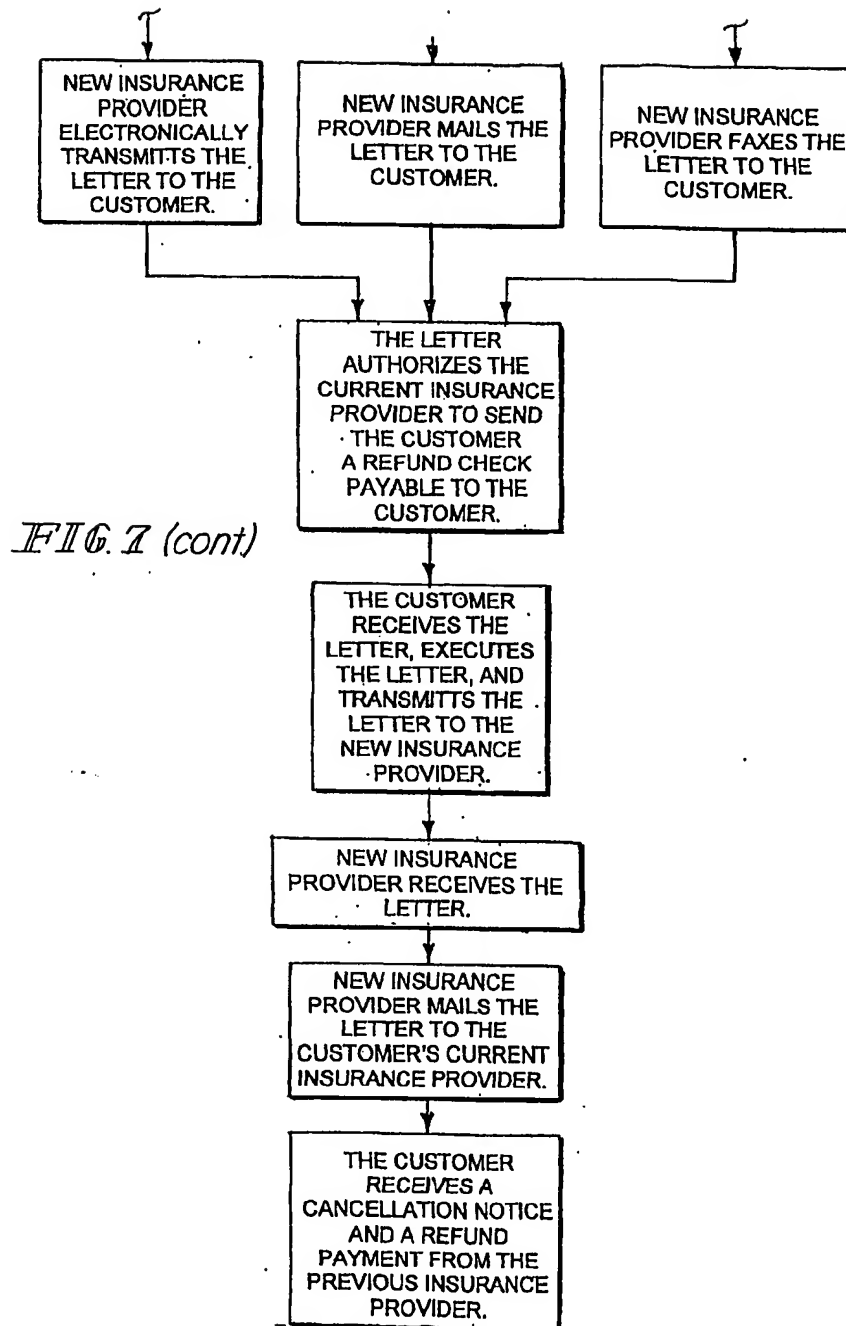 NEW INSURANCE
PROVIDER
ELECTRONICALLY
TRANSMITTS THE
LETTER TO THE
CUSTOMER.
NEW INSURANCE
PROVIDER MAILS THE
LETTER TO THE
CUSTOMER.
NEW INSURANCE
PROVIDER FAXES THE
LETTER TO THE
CUSTOMER.
THE LETTER
AUTHORIZES THE
CURRENT INSURANCE
PROVIDER TO SEND
THE CUSTOMER
A REFUND CHECK
PAYABLE TO THE
CUSTOMER.
FIG. 7 (cont)
THE CUSTOMER
RECEIVES THE
LETTER, EXECUTES
THE LETTER, AND
TRANSMITTS THE
LETTER TO THE
NEW INSURANCE
PROVIDER.
NEW INSURANCE
PROVIDER RECEIVES THE
LETTER.
NEW INSURANCE
PROVIDER MAILS THE
LETTER TO THE
CUSTOMER'S CURRENT
INSURANCE PROVIDER.
THE CUSTOMER
RECEIVES A
CANCELLATION NOTICE
AND A REFUND
PAYMENT FROM THE
PREVIOUS INSURANCE
PROVIDER.